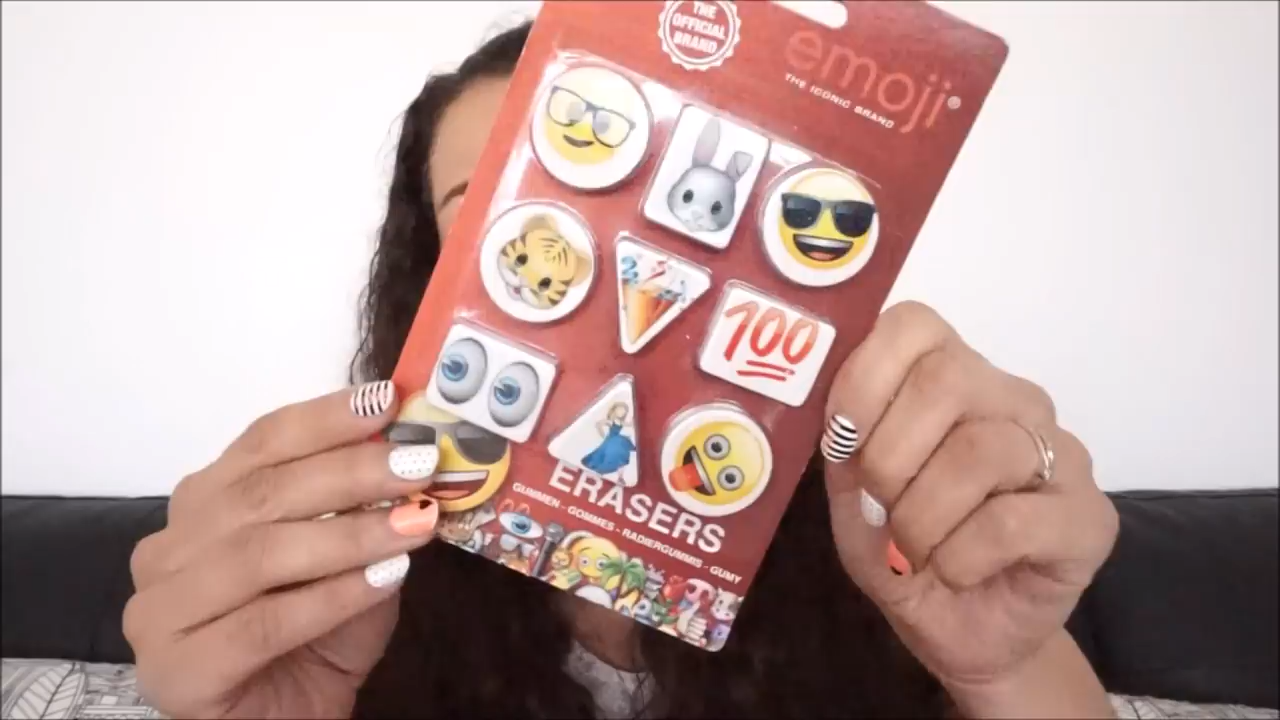 THE
OFFICIAL
BRAND
emoji®
THE ICONIC BRAND
100
ERASERS
GUMMEN - GOMMES - RADIERGUMMIS - GUMY